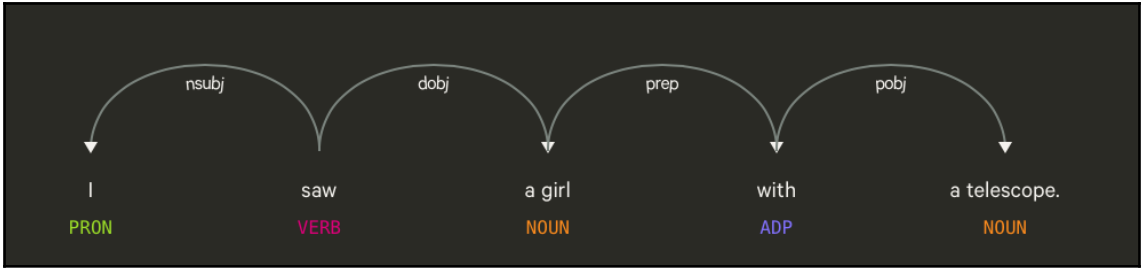 nsubj dobj prep pobj
I saw a girl with a telescope.
PRON VERB NOUN ADP NOUN